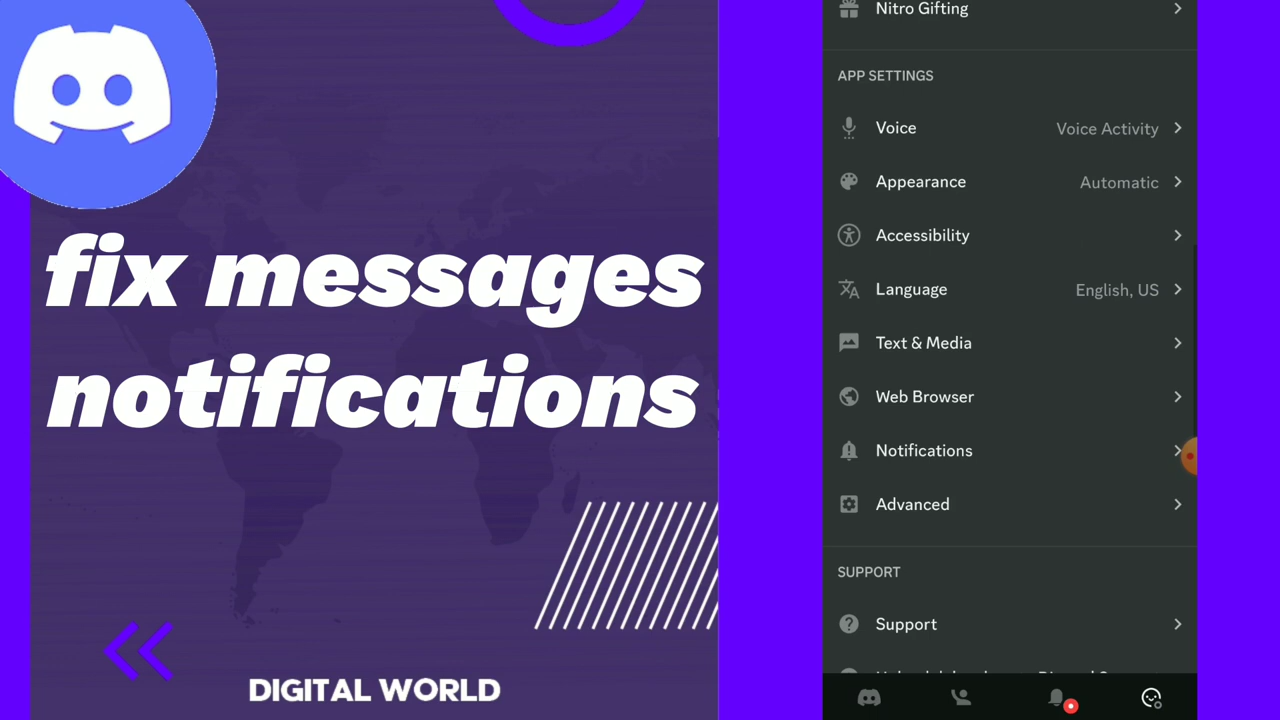 fix messages
notifications
DIGITAL WORLD
Nitro Gifting
APP SETTINGS
Voice Voice Activity
Appearance Automatic
Accessibility
Language English, US
Text & Media
Web Browser
Notifications
Advanced
SUPPORT
Support